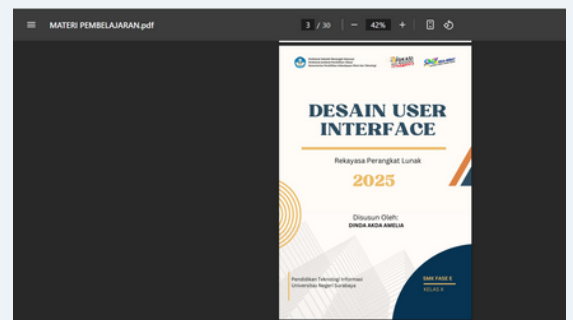 MATERI PEMBELAJARAN.pdf
3 / 30
42%
DESAIN USER
INTERFACE
Rekayasa Perangkat Lunak
2025
Disusun Oleh:
DINDA AKDA AMELIA
Pendidikan Teknologi Informasi
Universitas Negeri Surabaya
SMK FASE E
KELAS X